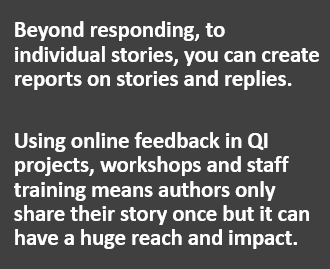 Beyond responding, to
individual stories, you can create
reports on stories and replies.
Using online feedback in QI
projects, workshops and staff
training means authors only
share their story once but it can
have a huge reach and impact.